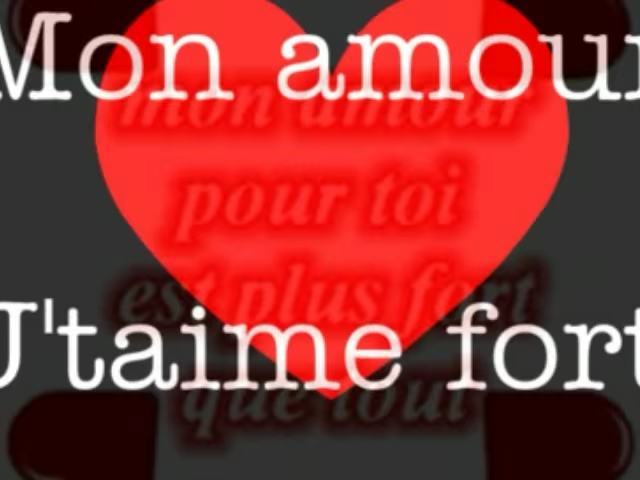 Mon amour
mon amour
pour toi
est plus fort
J'taime fort
que tout